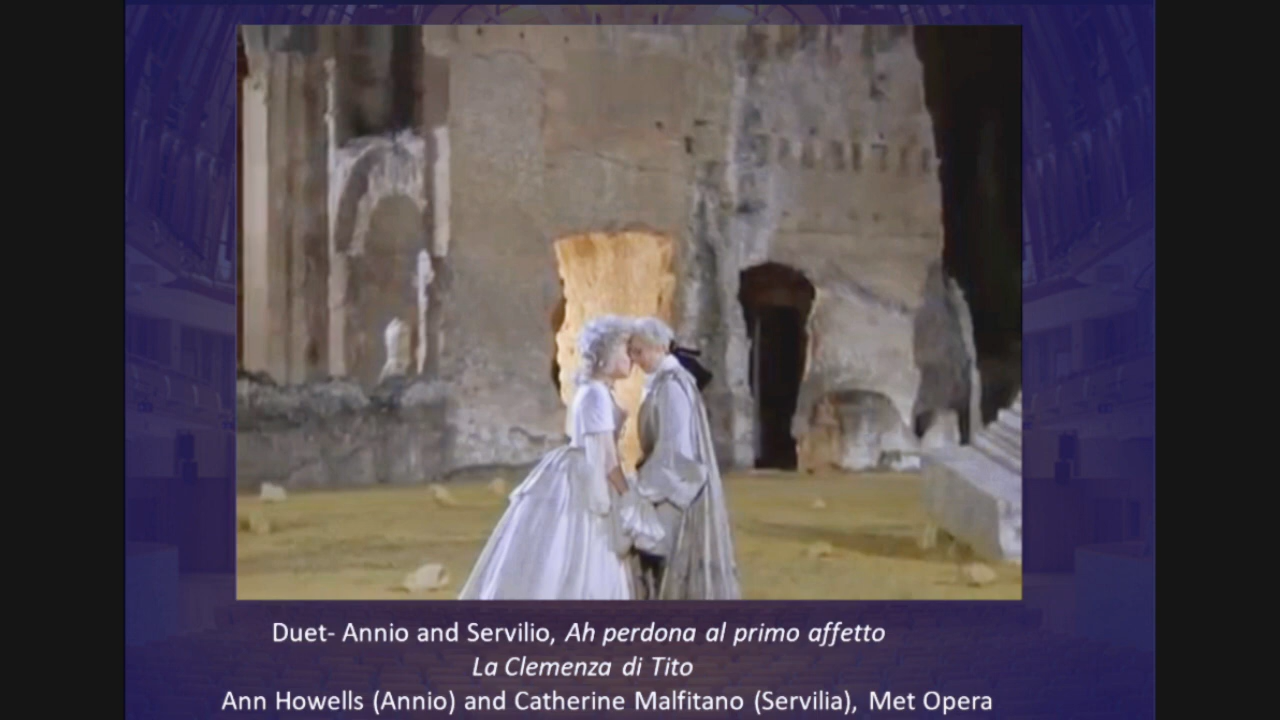 Duet- Annio and Servilio, Ah perdona al primo affetto
La Clemenza di Tito
Ann Howells (Annio) and Catherine Malfitano (Servilia), Met Opera